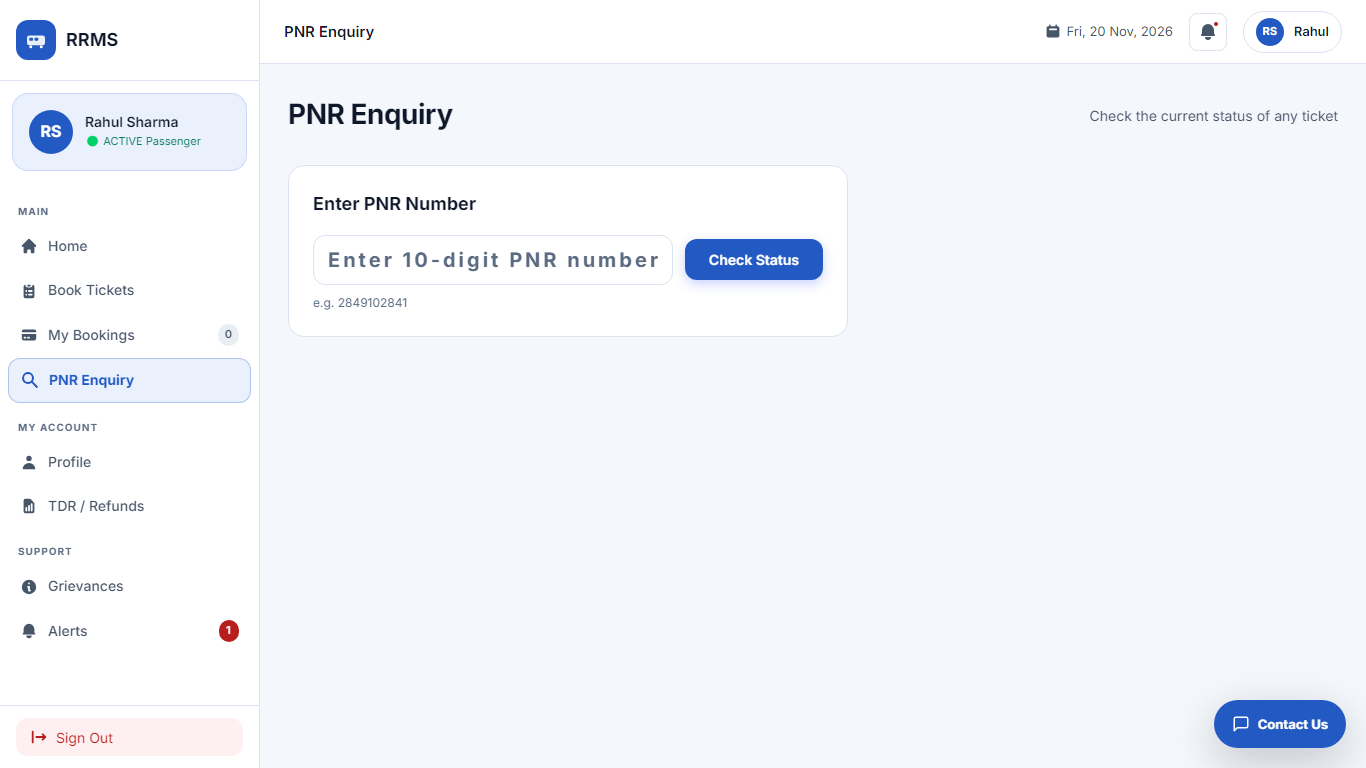 RRMS
RS
Rahul Sharma
ACTIVE Passenger
MAIN
Home
Book Tickets
My Bookings 0
PNR Enquiry
MY ACCOUNT
Profile
TDR / Refunds
SUPPORT
Grievances
Alerts 1
Sign Out
PNR Enquiry
Fri, 20 Nov, 2026
RS Rahul
PNR Enquiry
Check the current status of any ticket
Enter PNR Number
Enter 10-digit PNR number
Check Status
e.g. 2849102841
Contact Us